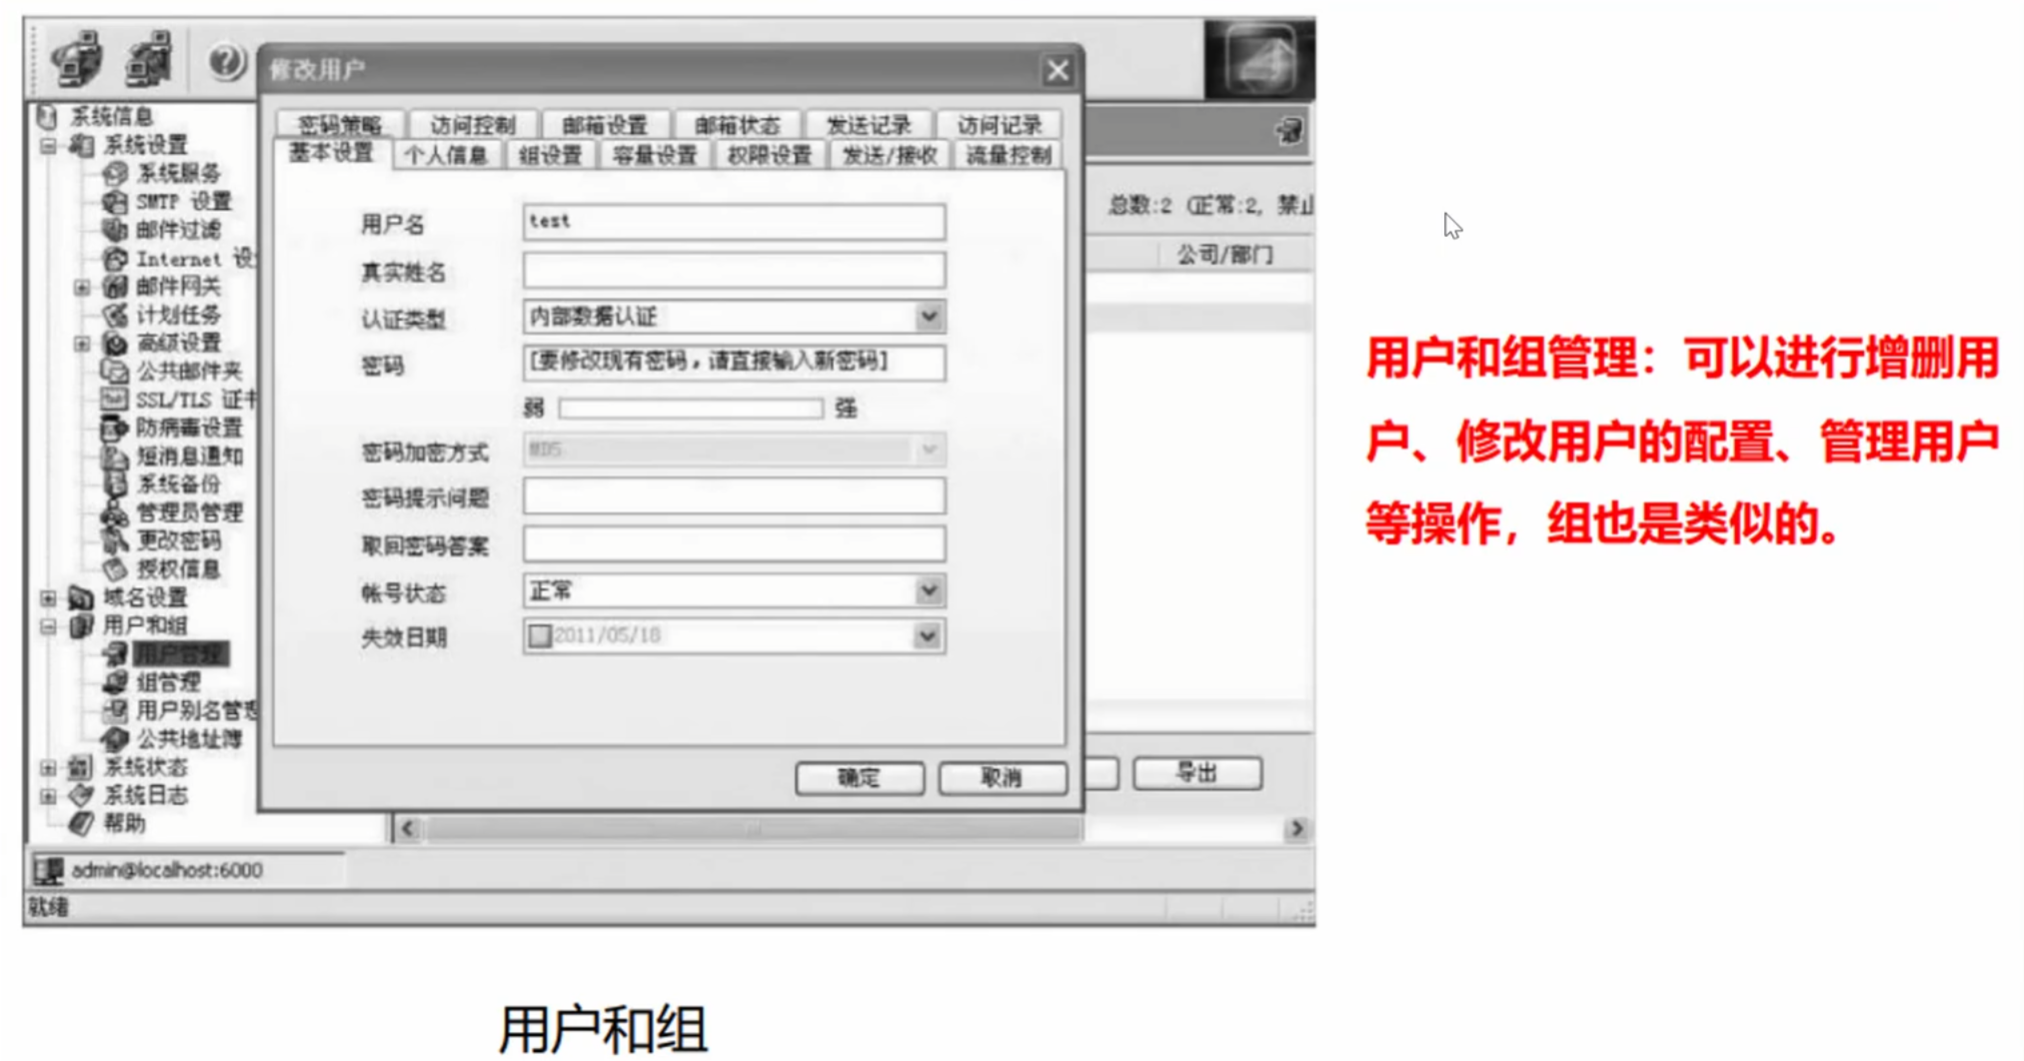 修改用户
系统信息
系统设置
系统服务
SMTP 设置
邮件过滤
Internet 设
邮件网关
计划任务
高级设置
公共邮件夹
SSL/TLS 证书
防病毒设置
短消息通知
系统备份
管理员管理
更改密码
授权信息
域名设置
用户和组
用户管理
组管理
用户别名管理
公共地址簿
系统状态
系统日志
帮助
密码策略 访问控制 邮箱设置 邮箱状态 发送记录 访问记录
基本设置 个人信息 组设置 容量设置 权限设置 发送/接收 流量控制
用户名 test
真实姓名
认证类型 内部数据认证
密码 [要修改现有密码，请直接输入新密码]
弱 强
密码加密方式 MD5
密码提示问题
取回密码答案
帐号状态 正常
失效日期 2011/05/18
确定 取消
总数:2 (正常:2, 禁止
公司/部门
导出
admin@localhost:6000
就绪
用户和组管理：可以进行增删用
户、修改用户的配置、管理用户
等操作，组也是类似的。
用户和组